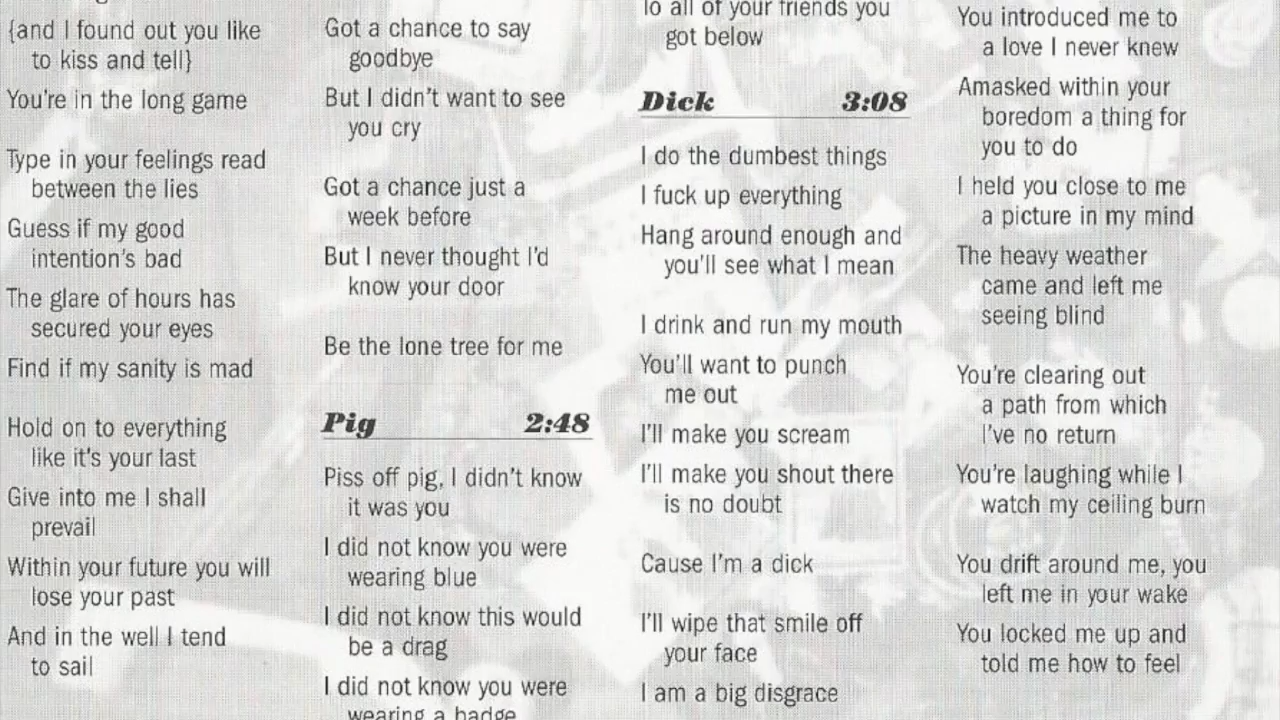 {and I found out you like
to kiss and tell}
You're in the long game
Type in your feelings read
between the lies
Guess if my good
intention's bad
The glare of hours has
secured your eyes
Find if my sanity is mad
Hold on to everything
like it's your last
Give into me I shall
prevail
Within your future you will
lose your past
And in the well I tend
to sail
Got a chance to say
goodbye
But I didn't want to see
you cry
Got a chance just a
week before
But I never thought I'd
know your door
Be the lone tree for me
Pig 2:48
Piss off pig, I didn't know
it was you
I did not know you were
wearing blue
I did not know this would
be a drag
I did not know you were
wearing a badge
To all of your friends you
got below
Dick 3:08
I do the dumbest things
I fuck up everything
Hang around enough and
you'll see what I mean
I drink and run my mouth
You'll want to punch
me out
I'll make you scream
I'll make you shout there
is no doubt
Cause I'm a dick
I'll wipe that smile off
your face
I am a big disgrace
You introduced me to
a love I never knew
Amasked within your
boredom a thing for
you to do
I held you close to me
a picture in my mind
The heavy weather
came and left me
seeing blind
You're clearing out
a path from which
I've no return
You're laughing while I
watch my ceiling burn
You drift around me, you
left me in your wake
You locked me up and
told me how to feel